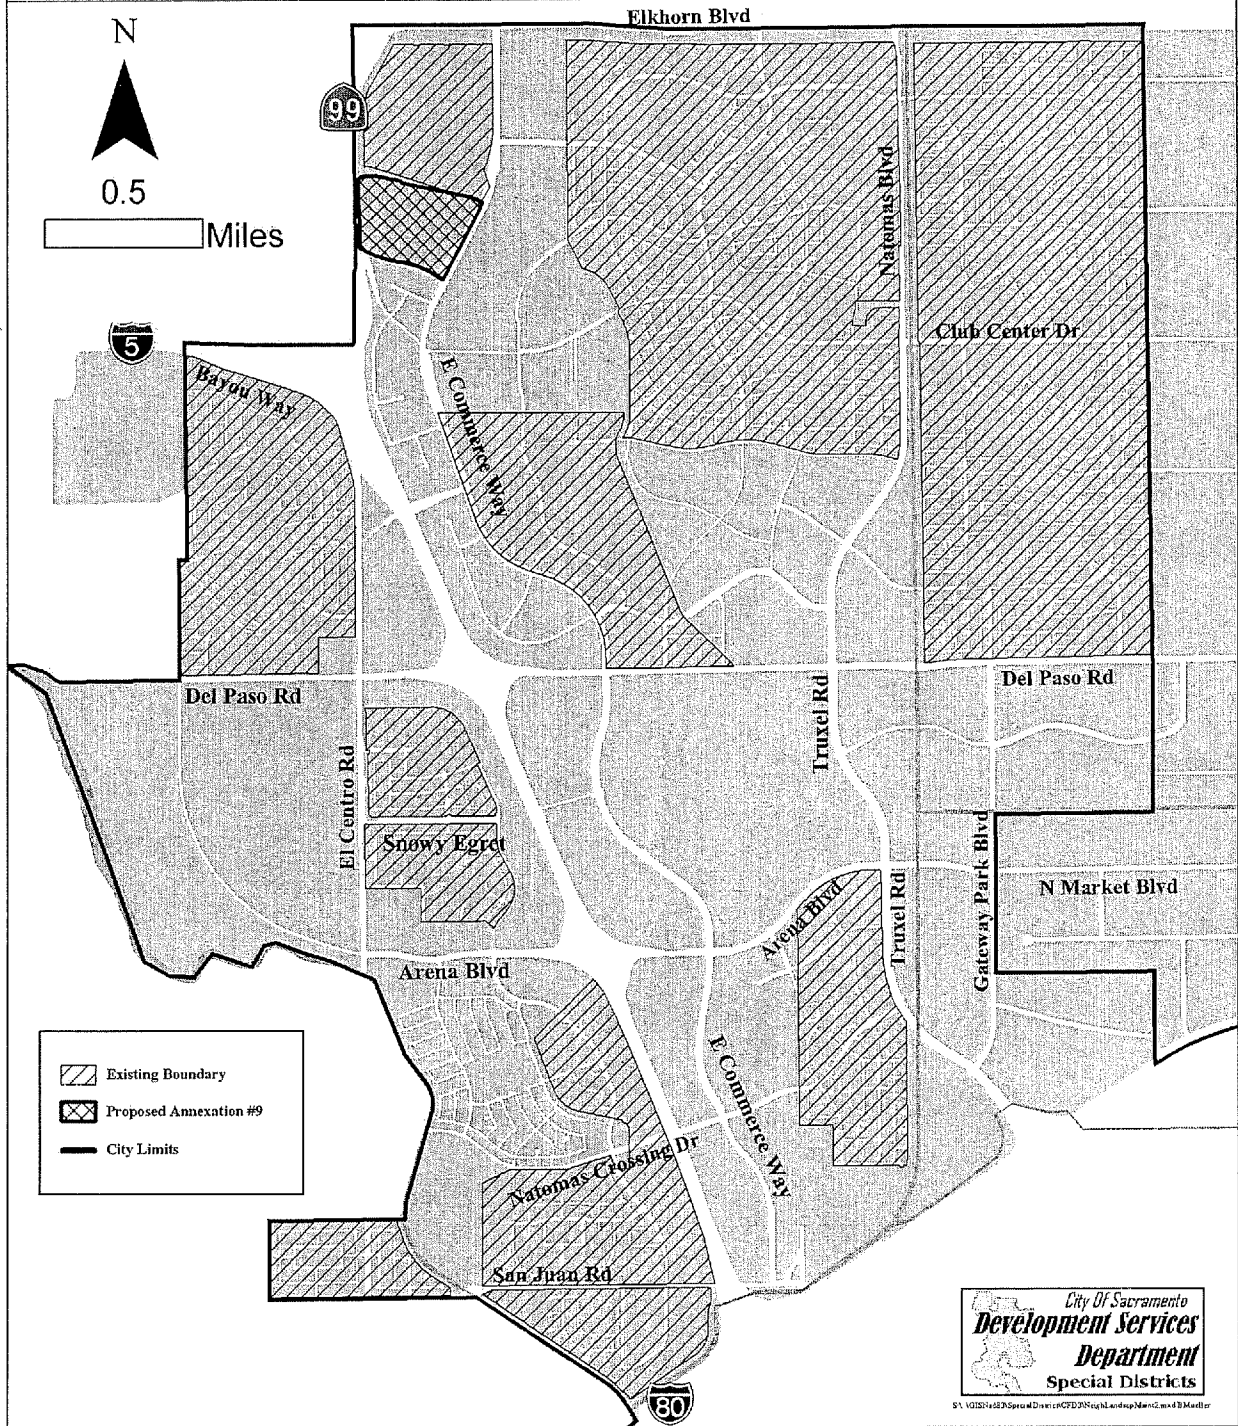 Elkhorn Blvd
N
99
0.5
Miles
Natomas Blvd
5
Club Center Dr
Bayou Way
E Commerce Way
Del Paso Rd
Del Paso Rd
Truxel Rd
El Centro Rd
Snowy Egret
Gateway Park Blvd
N Market Blvd
Arena Blvd
Truxel Rd
Arena Blvd
E Commerce Way
Existing Boundary
Proposed Annexation #9
City Limits
Natomas Crossing Dr
San Juan Rd
City Of Sacramento
Development Services
Department
Special Districts
80